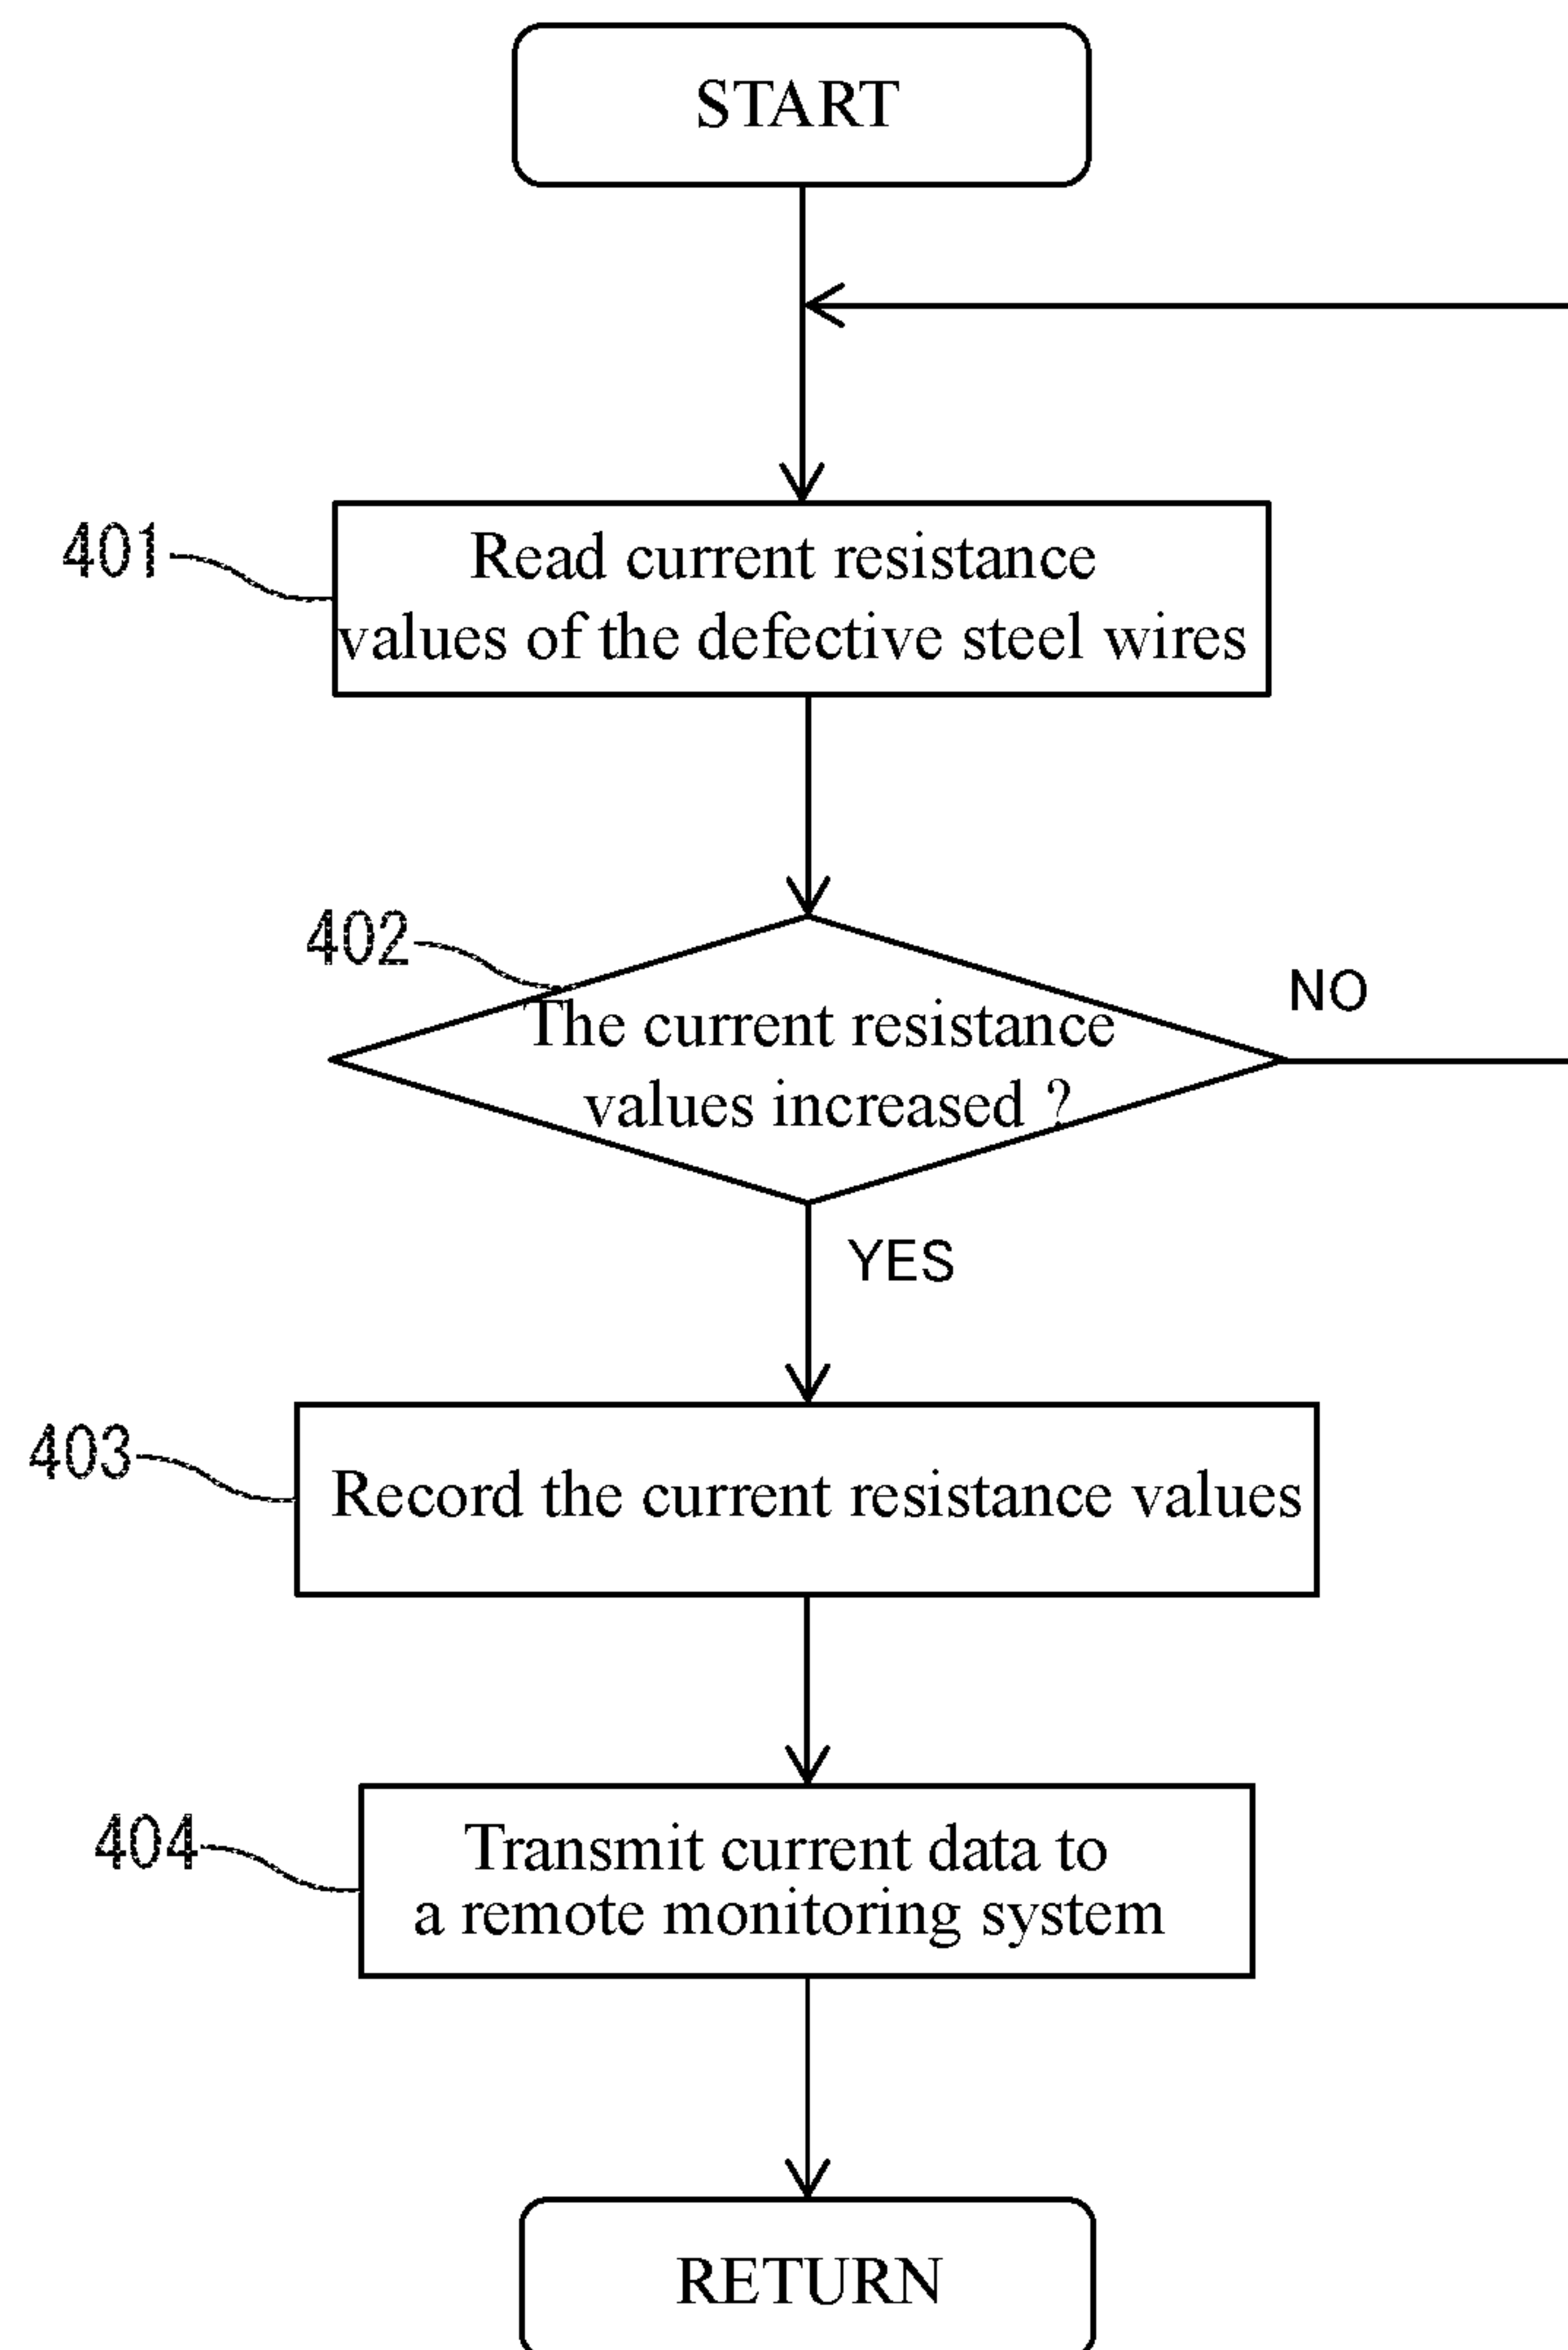 START
401
Read current resistance
values of the defective steel wires
402
The current resistance
values increased ?
NO
YES
403
Record the current resistance values
404
Transmit current data to
a remote monitoring system
RETURN